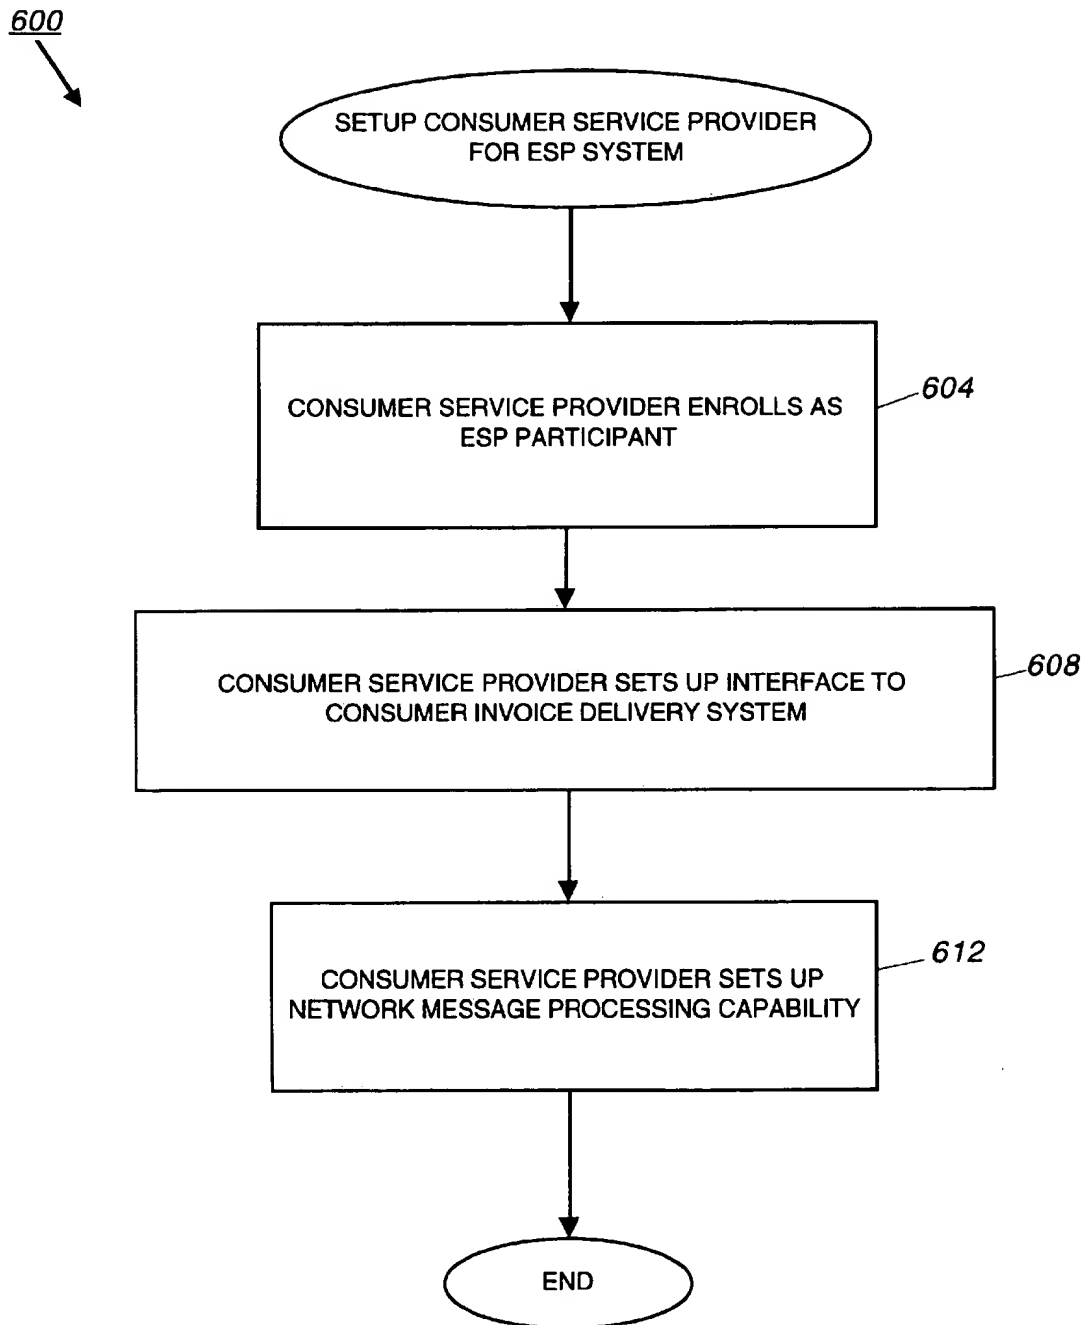 600
SETUP CONSUMER SERVICE PROVIDER
FOR ESP SYSTEM
CONSUMER SERVICE PROVIDER ENROLLS AS
ESP PARTICIPANT
604
CONSUMER SERVICE PROVIDER SETS UP INTERFACE TO
CONSUMER INVOICE DELIVERY SYSTEM
608
CONSUMER SERVICE PROVIDER SETS UP
NETWORK MESSAGE PROCESSING CAPABILITY
612
END